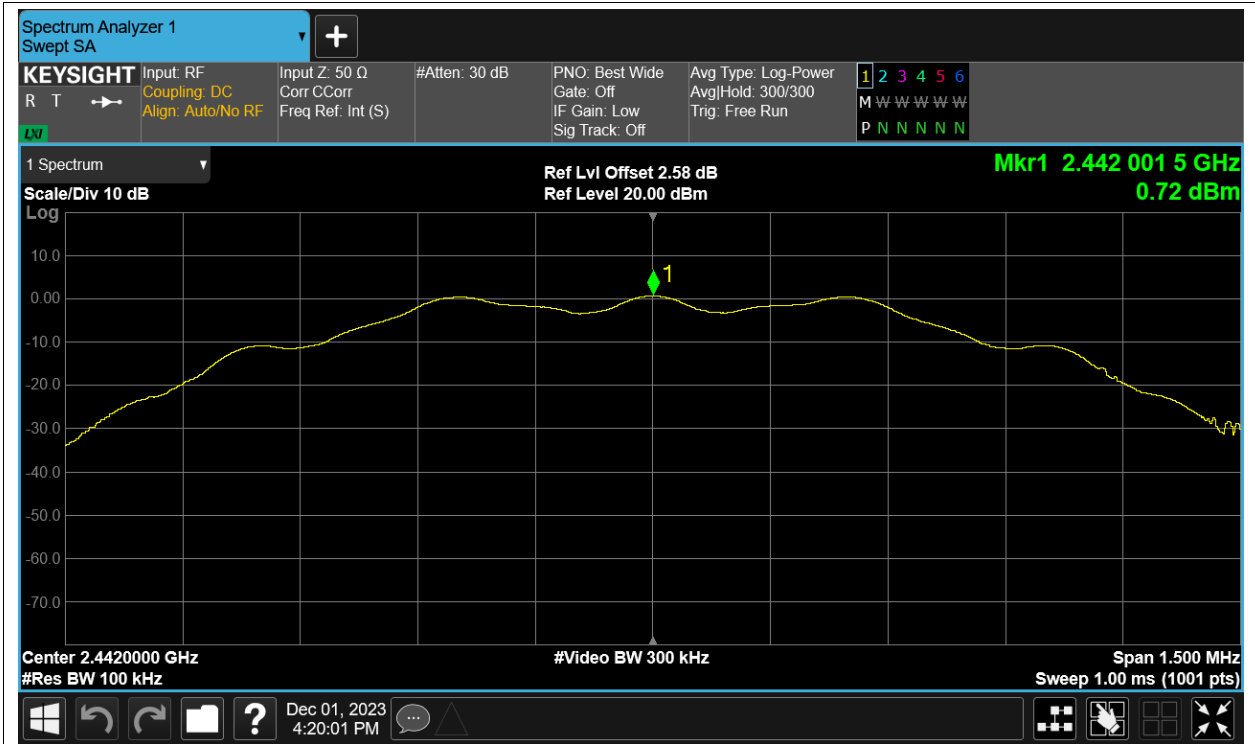 Spectrum Analyzer 1
Swept SA
KEYSIGHT
R T
LXI
Input: RF
Coupling: DC
Align: Auto/No RF
Input Z: 50 Ω
Corr CCorr
Freq Ref: Int (S)
#Atten: 30 dB
PNO: Best Wide
Gate: Off
IF Gain: Low
Sig Track: Off
Avg Type: Log-Power
Avg|Hold: 300/300
Trig: Free Run
1 2 3 4 5 6
M W W W W W
P N N N N N
1 Spectrum
Scale/Div 10 dB
Log
Ref Lvl Offset 2.58 dB
Ref Level 20.00 dBm
Mkr1 2.442 001 5 GHz
0.72 dBm
1
10.0
0.00
-10.0
-20.0
-30.0
-40.0
-50.0
-60.0
-70.0
Center 2.4420000 GHz
#Res BW 100 kHz
#Video BW 300 kHz
Span 1.500 MHz
Sweep 1.00 ms (1001 pts)
?
Dec 01, 2023
4:20:01 PM